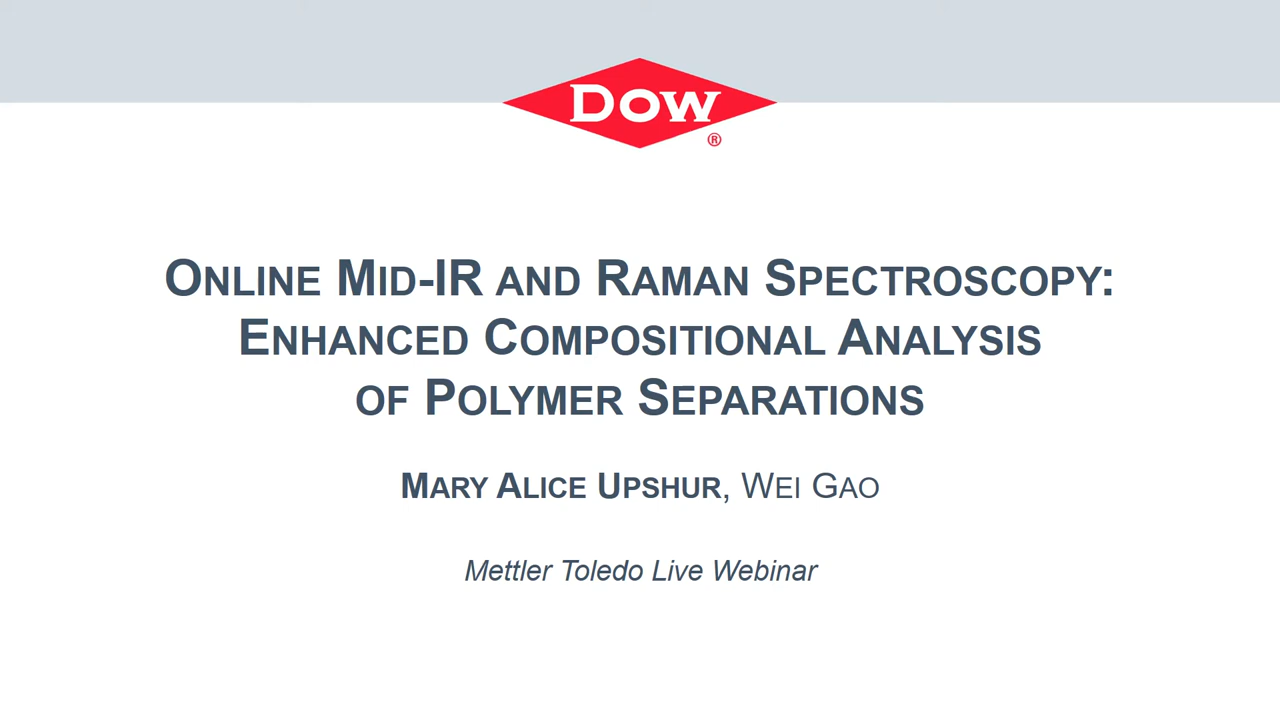 DOW
®
ONLINE MID-IR AND RAMAN SPECTROSCOPY:
ENHANCED COMPOSITIONAL ANALYSIS
OF POLYMER SEPARATIONS
MARY ALICE UPSHUR, WEI GAO
Mettler Toledo Live Webinar